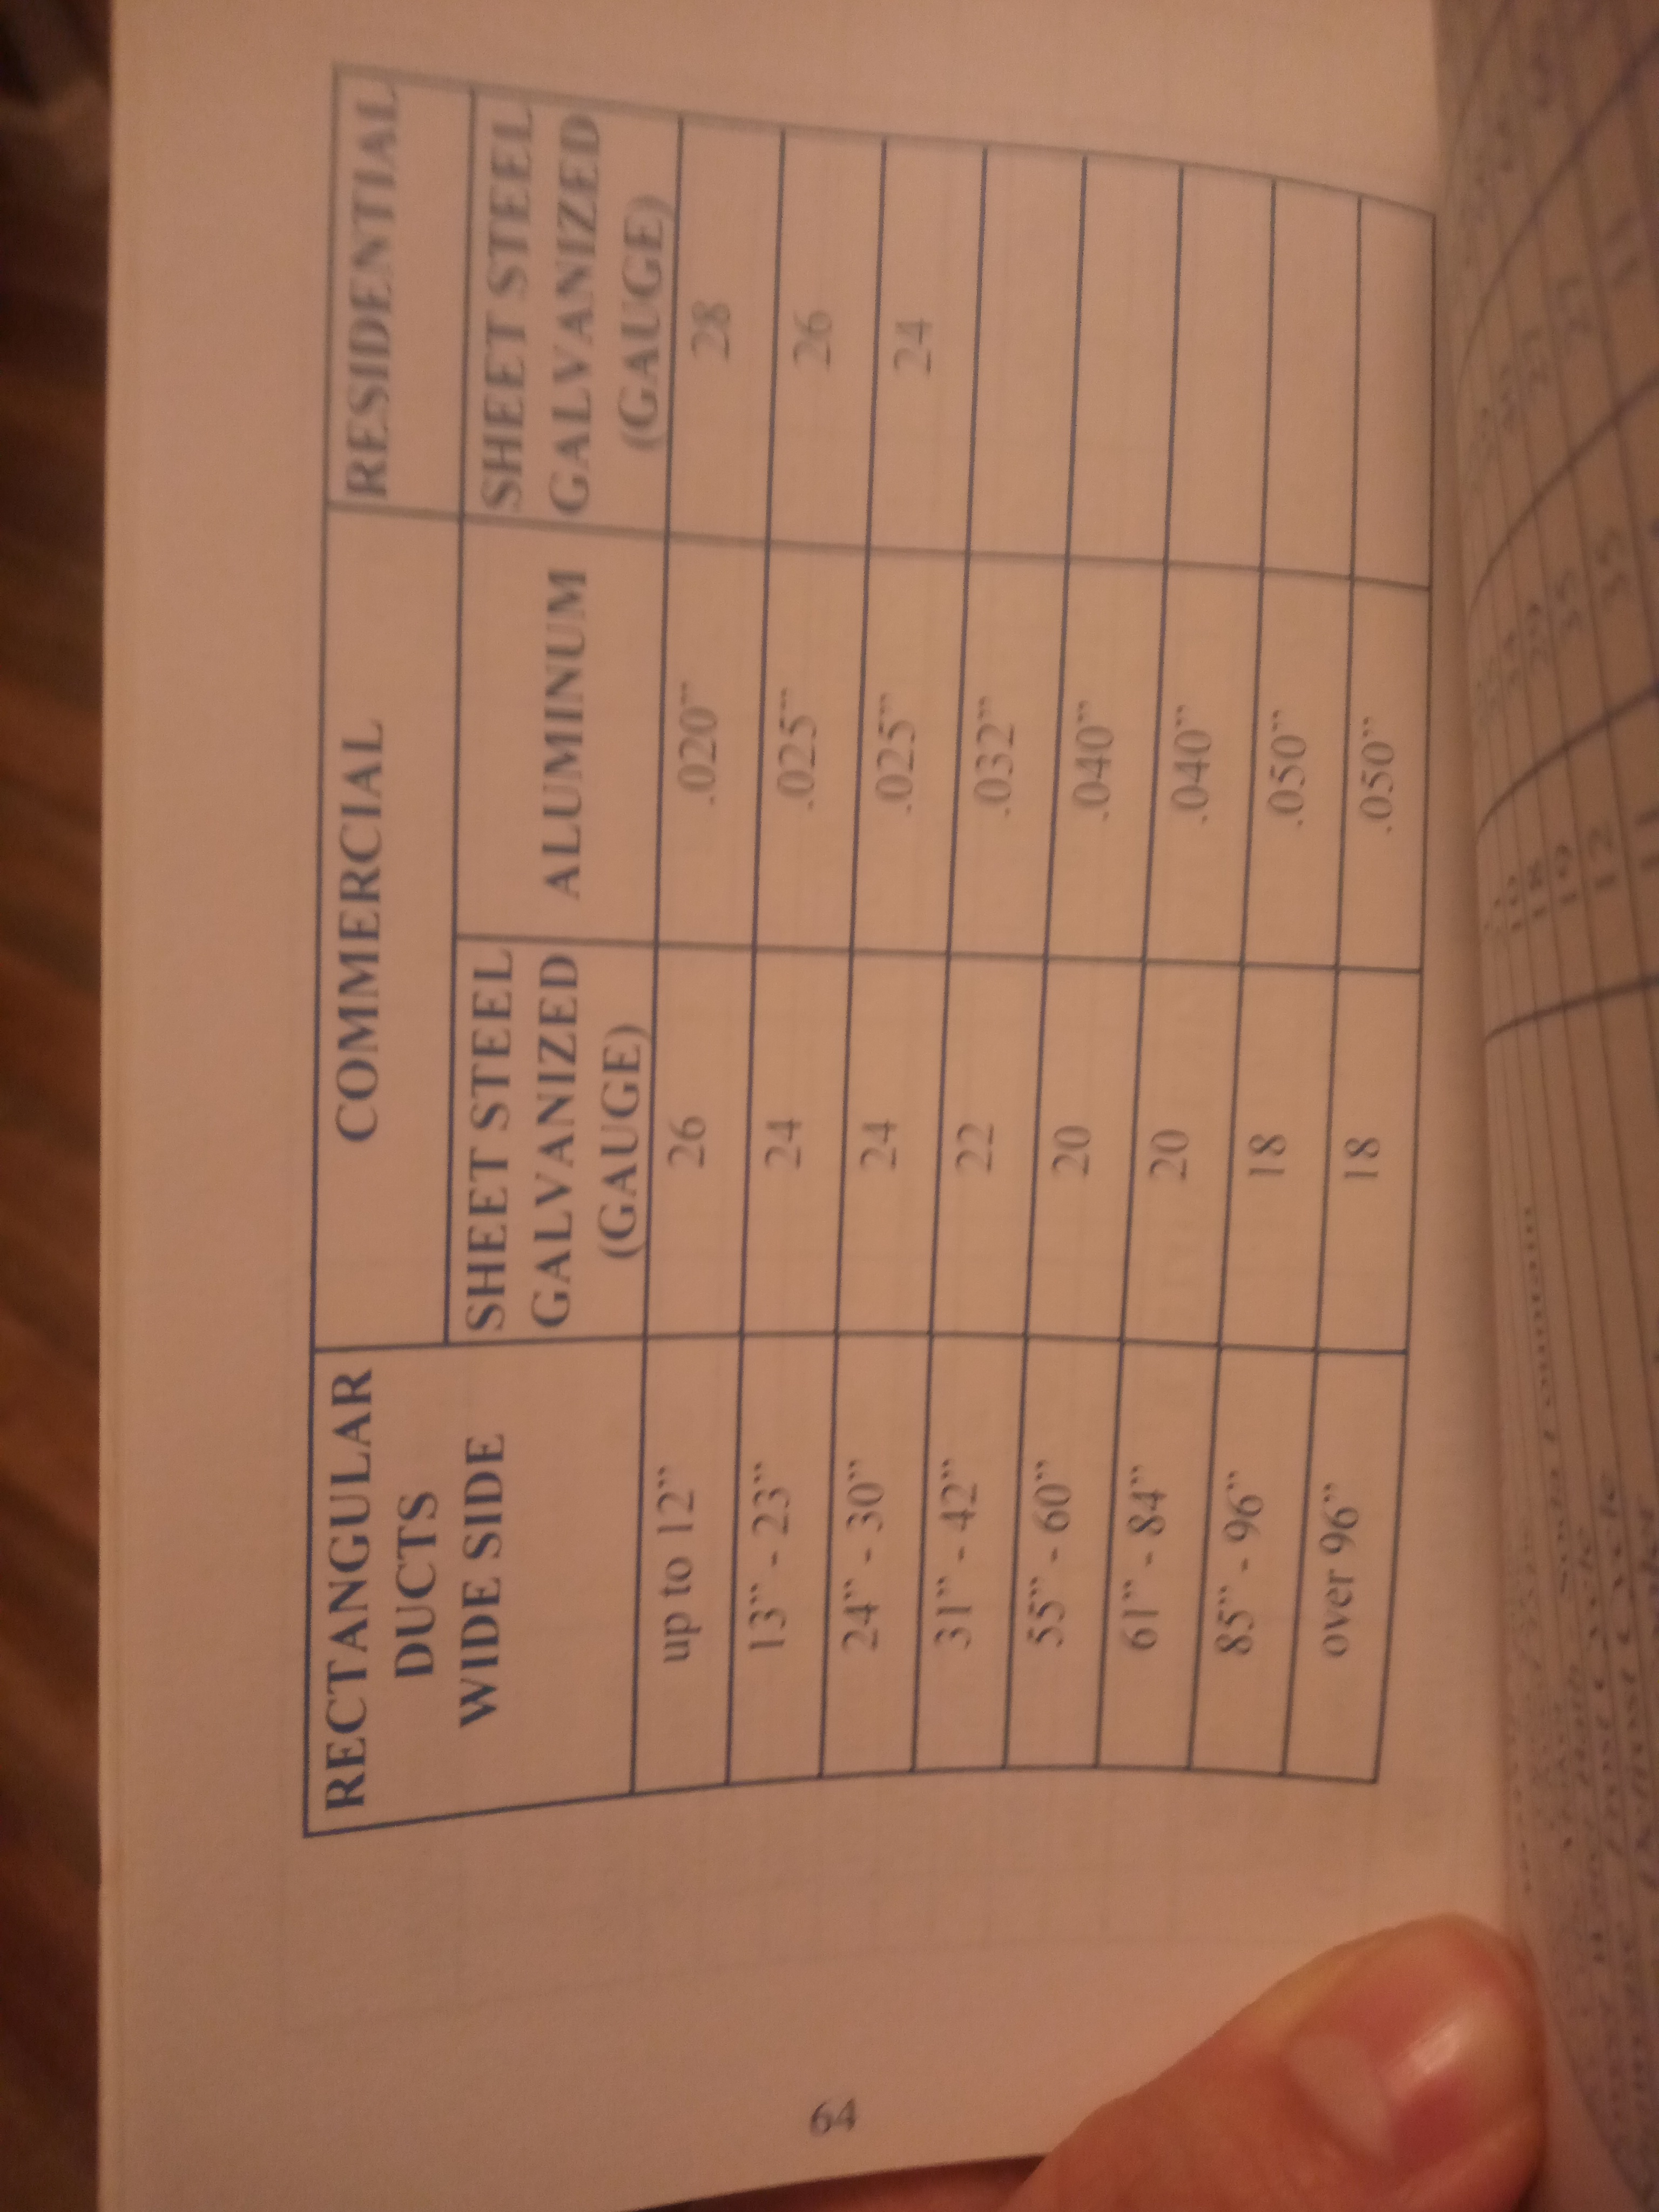 RECTANGULAR DUCTS WIDE SIDE
COMMERCIAL
RESIDENTIAL
SHEET STEEL GALVANIZED (GAUGE)
ALUMINUM
SHEET STEEL GALVANIZED (GAUGE)
up to 12" 26 .020" 28
13" - 23" 24 .025" 26
24" - 30" 24 .025" 24
31" - 42" 22 .032"
55" - 60" 20 .040"
61" - 84" 20 .040"
85" - 96" 18 .050"
over 96" 18 .050"
64